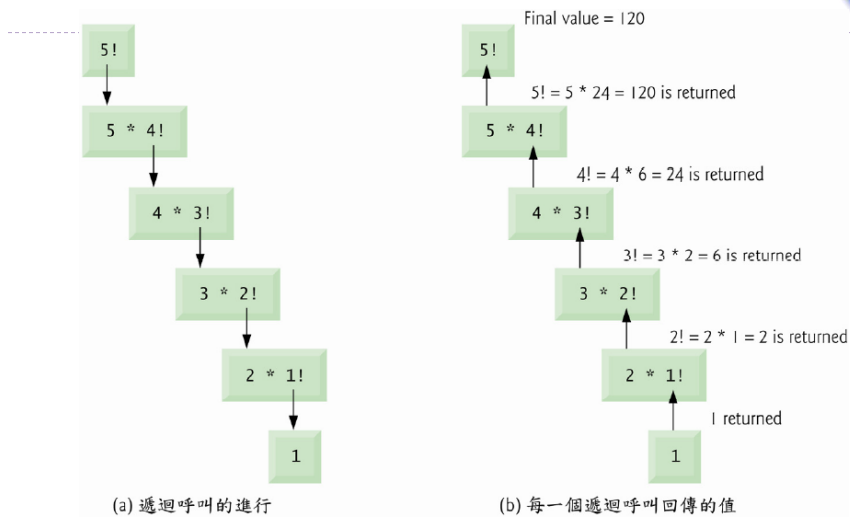 5!
5 * 4!
4 * 3!
3 * 2!
2 * 1!
1
(a) 遞迴呼叫的進行
Final value = 120
5!
5! = 5 * 24 = 120 is returned
5 * 4!
4! = 4 * 6 = 24 is returned
4 * 3!
3! = 3 * 2 = 6 is returned
3 * 2!
2! = 2 * 1 = 2 is returned
2 * 1!
1 returned
1
(b) 每一個遞迴呼叫回傳的值